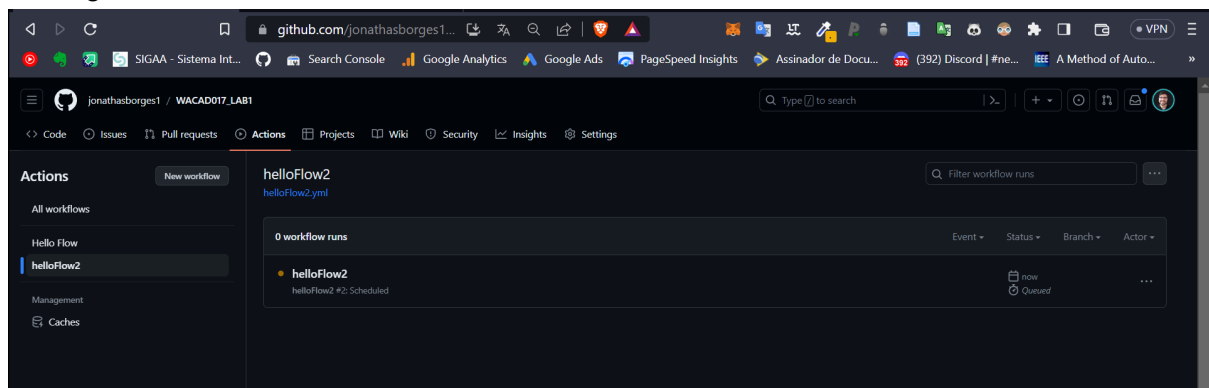 github.com/jonathasborges1...
VPN
SIGAA - Sistema Int...
Search Console
Google Analytics
Google Ads
PageSpeed Insights
Assinador de Docu...
392
(392) Discord | #ne...
IEEE
A Method of Auto...
»
jonathasborges1 / WACAD017_LAB1
Type / to search
Code
Issues
Pull requests
Actions
Projects
Wiki
Security
Insights
Settings
Actions
New workflow
All workflows
Hello Flow
helloFlow2
Management
Caches
helloFlow2
helloFlow2.yml
Filter workflow runs
0 workflow runs
Event
Status
Branch
Actor
helloFlow2
helloFlow2 #2: Scheduled
now
Queued